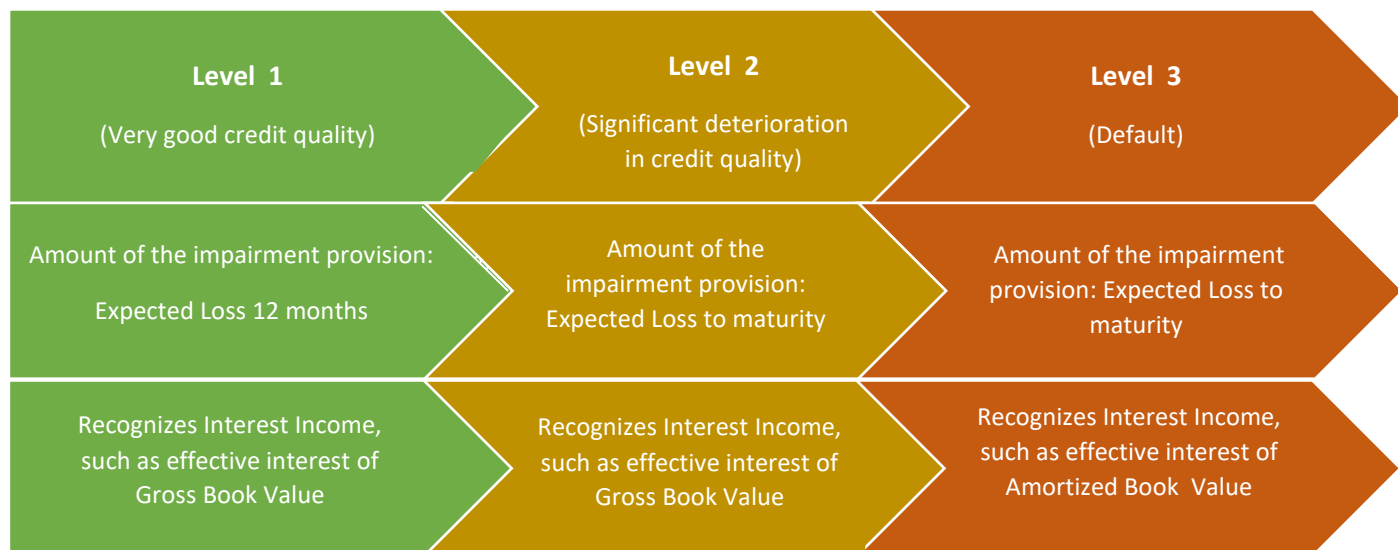 Level 1
(Very good credit quality)
Level 2
(Significant deterioration
in credit quality)
Level 3
(Default)
Amount of the impairment provision:
Expected Loss 12 months
Amount of the
impairment provision:
Expected Loss to maturity
Amount of the impairment
provision: Expected Loss to
maturity
Recognizes Interest Income,
such as effective interest of
Gross Book Value
Recognizes Interest Income,
such as effective interest of
Gross Book Value
Recognizes Interest Income,
such as effective interest of
Amortized Book Value